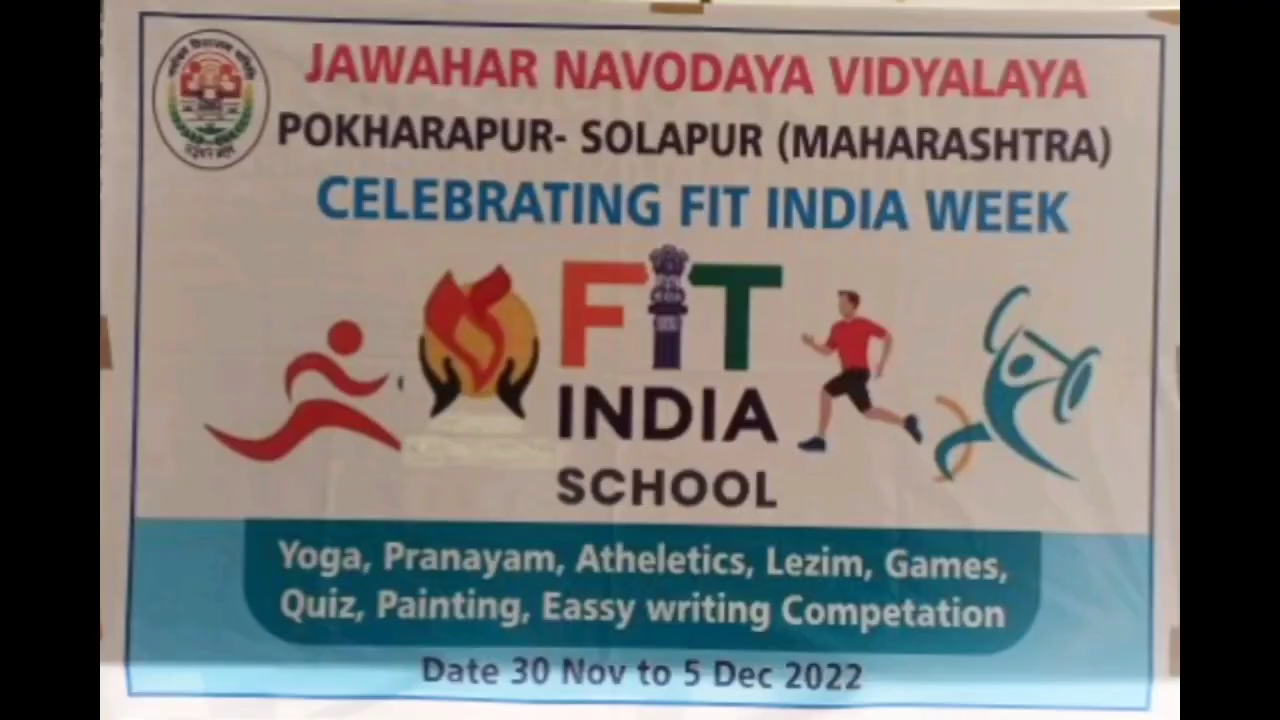 JAWAHAR NAVODAYA VIDYALAYA
POKHARAPUR- SOLAPUR (MAHARASHTRA)
CELEBRATING FIT INDIA WEEK
FIT
INDIA
SCHOOL
Yoga, Pranayam, Atheletics, Lezim, Games,
Quiz, Painting, Eassy writing Competation
Date 30 Nov to 5 Dec 2022